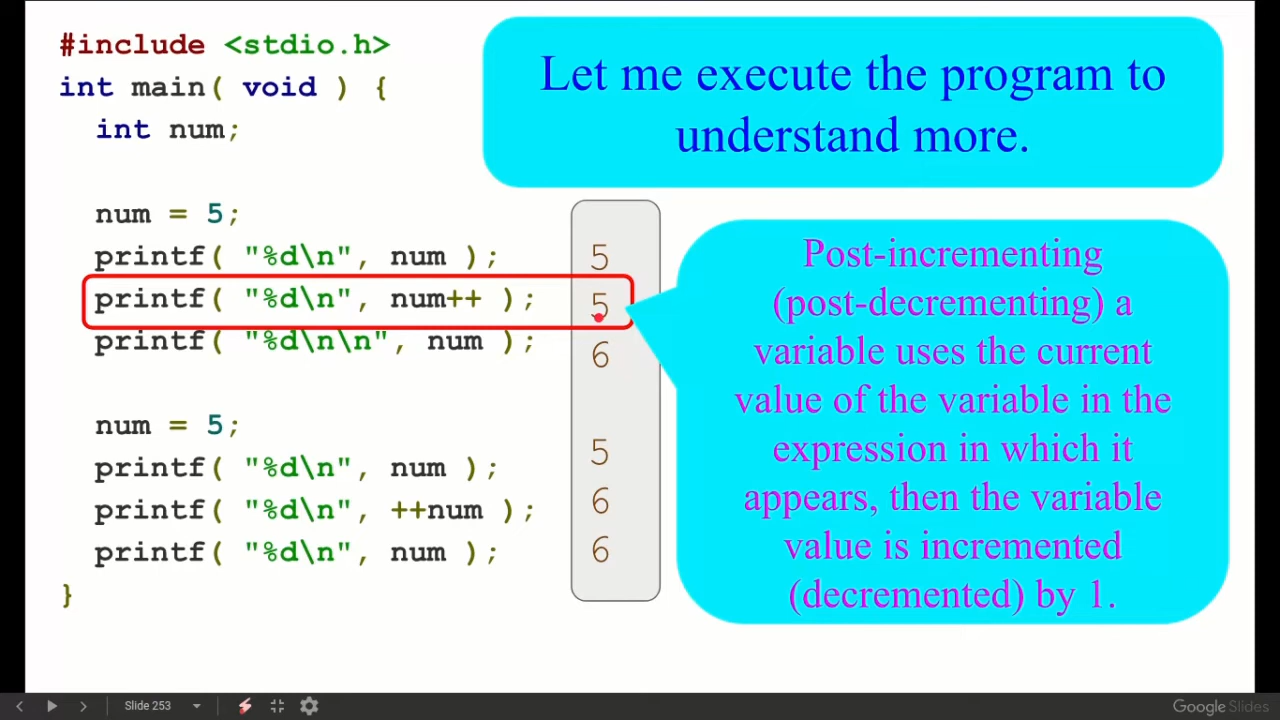 #include <stdio.h>
int main( void ) {
int num;
num = 5;
printf( "%d\n", num );
printf( "%d\n", num++ );
printf( "%d\n\n", num );
num = 5;
printf( "%d\n", num );
printf( "%d\n", ++num );
printf( "%d\n", num );
}
5
5
6
5
6
6
Let me execute the program to
understand more.
Post-incrementing
(post-decrementing) a
variable uses the current
value of the variable in the
expression in which it
appears, then the variable
value is incremented
(decremented) by 1.
Slide 253
Google Slides